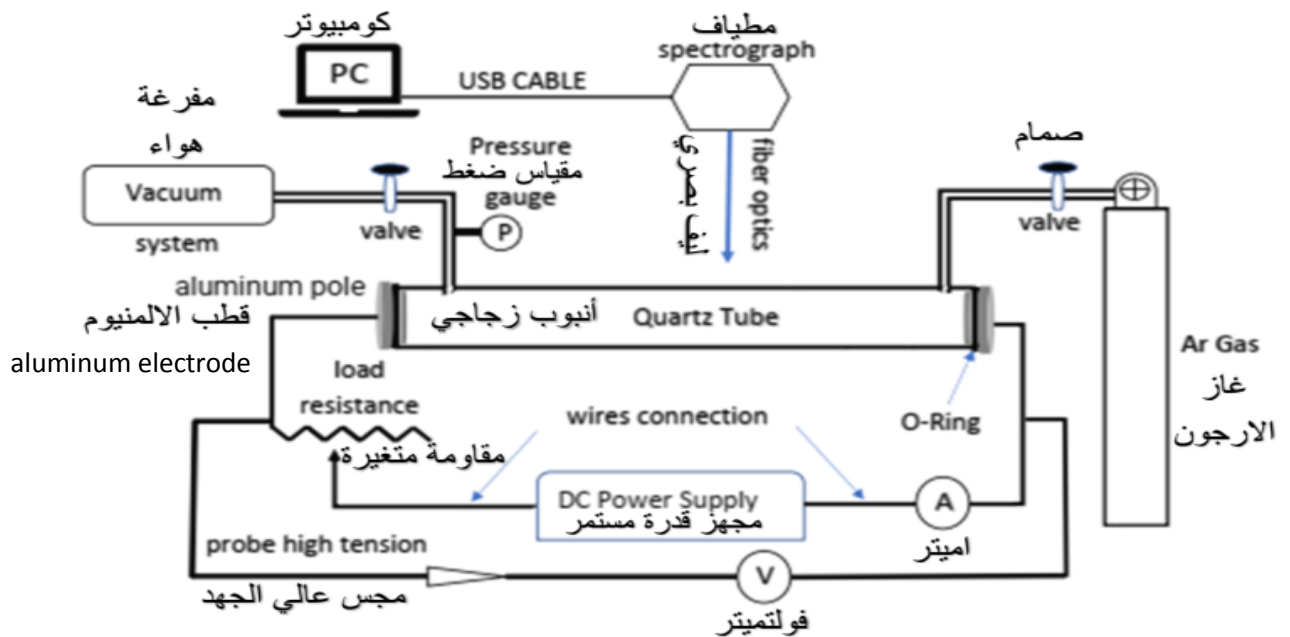 كومبيوتر
PC
USB CABLE
مطياف
spectrograph
مفرغة
هواء
Vacuum
system
valve
Pressure
مقياس ضغط
gauge
P
ليف بصري
fiber optics
صمام
valve
aluminum pole
قطب الالمنيوم
aluminum electrode
أنبوب زجاجي
Quartz Tube
Ar Gas
غاز
الارجون
load
resistance
مقاومة متغيرة
wires connection
O-Ring
DC Power Supply
مجهز قدرة مستمر
A
اميتر
probe high tension
مجس عالي الجهد
V
فولتميتر